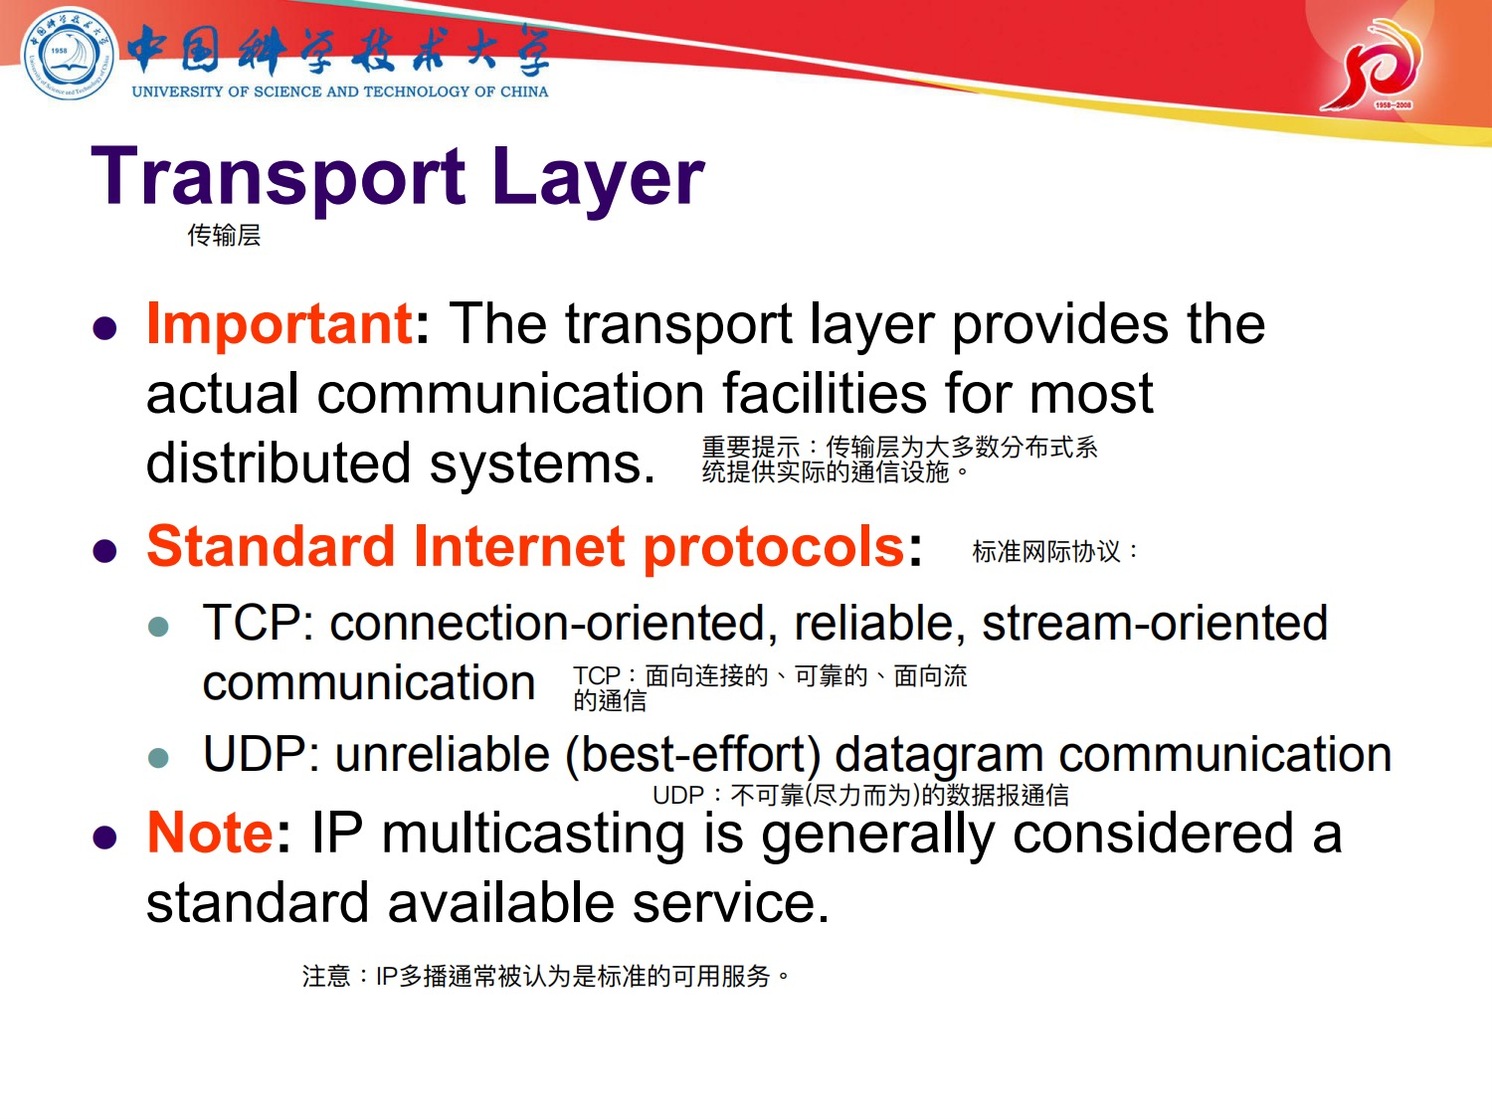 中国科学技术大学
UNIVERSITY OF SCIENCE AND TECHNOLOGY OF CHINA
1958
1958-2008
Transport Layer
传输层
Important: The transport layer provides the
actual communication facilities for most
distributed systems.
重要提示：传输层为大多数分布式系
统提供实际的通信设施。
Standard Internet protocols:
标准网际协议：
TCP: connection-oriented, reliable, stream-oriented
communication
TCP：面向连接的、可靠的、面向流
的通信
UDP: unreliable (best-effort) datagram communication
UDP：不可靠(尽力而为)的数据报通信
Note: IP multicasting is generally considered a
standard available service.
注意：IP多播通常被认为是标准的可用服务。